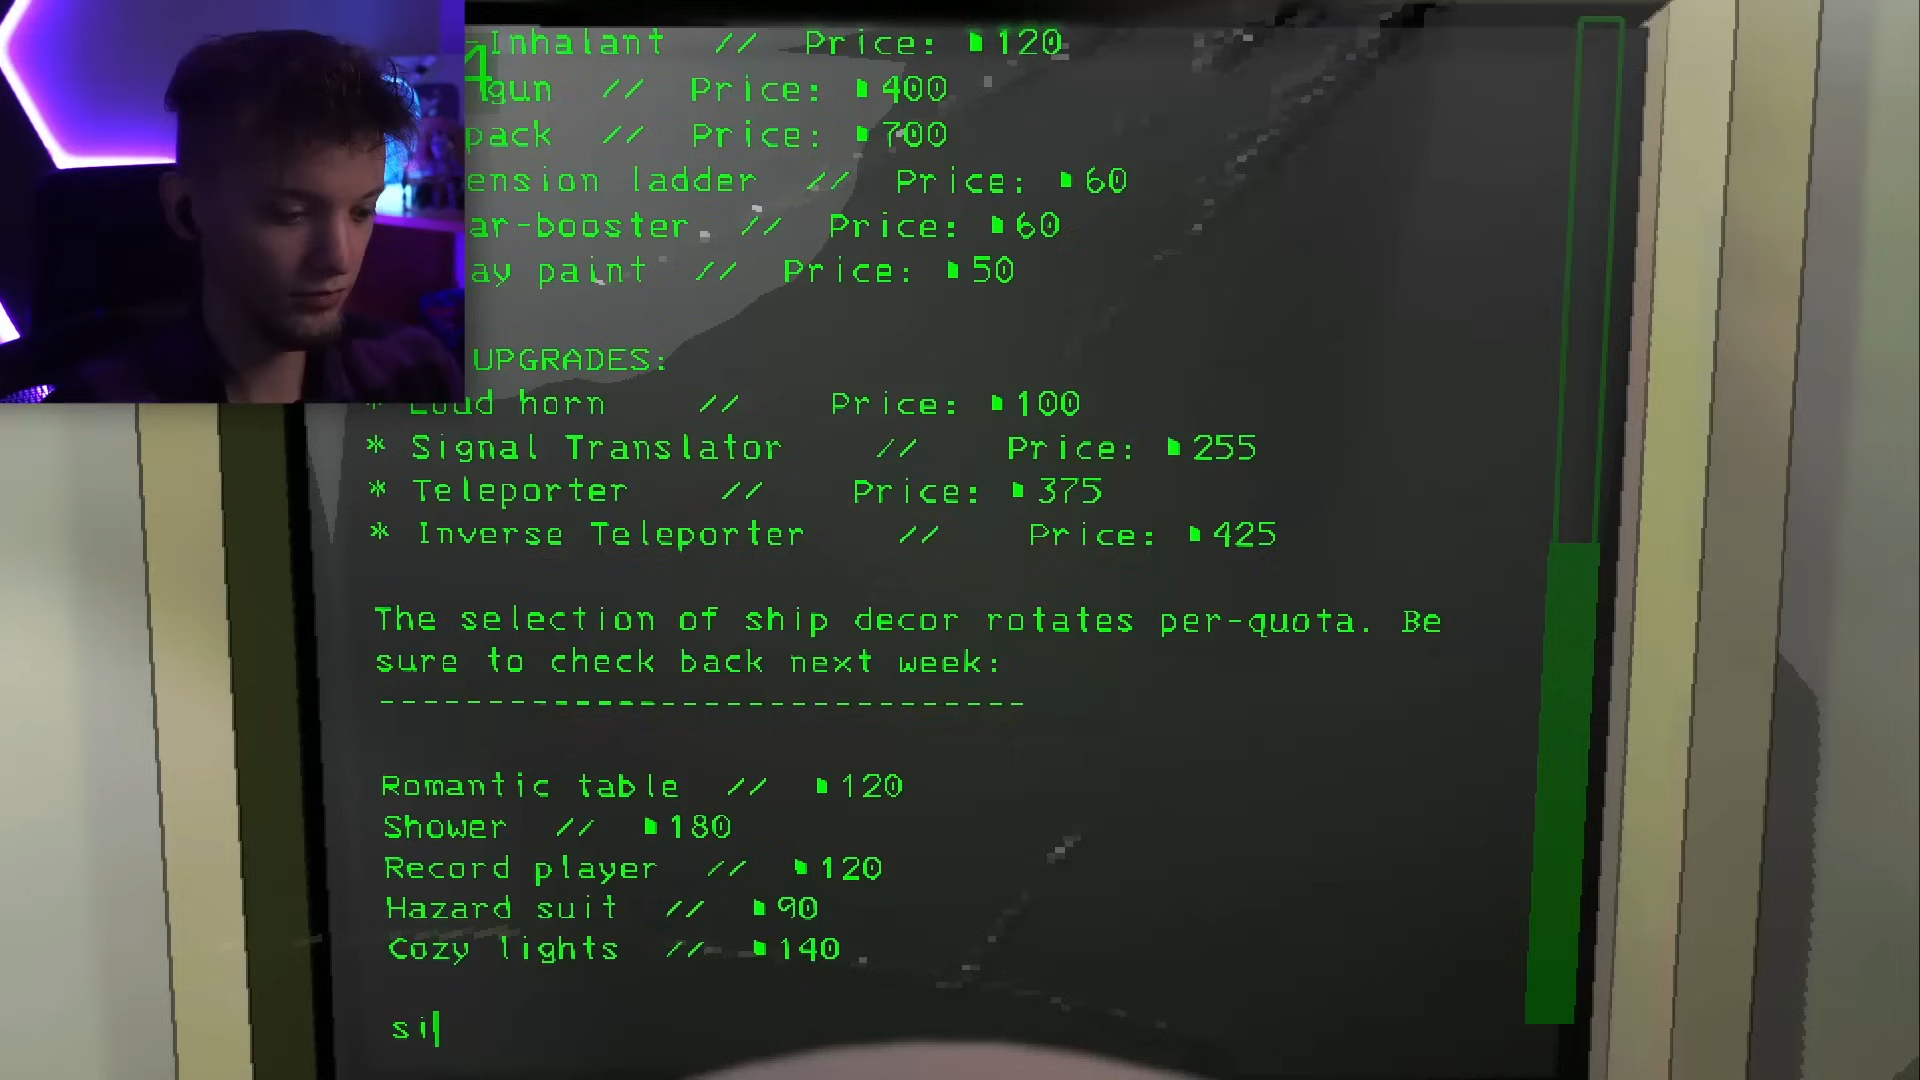 -Inhalant // Price: 120
4
gun // Price: 400
pack // Price: 700
ension ladder // Price: 60
ar-booster // Price: 60
ay paint // Price: 50
UPGRADES:
* Loud horn // Price: 100
* Signal Translator // Price: 255
* Teleporter // Price: 375
* Inverse Teleporter // Price: 425
The selection of ship decor rotates per-quota. Be
sure to check back next week:
------------------------------
Romantic table // 120
Shower // 180
Record player // 120
Hazard suit // 90
Cozy lights // 140
si